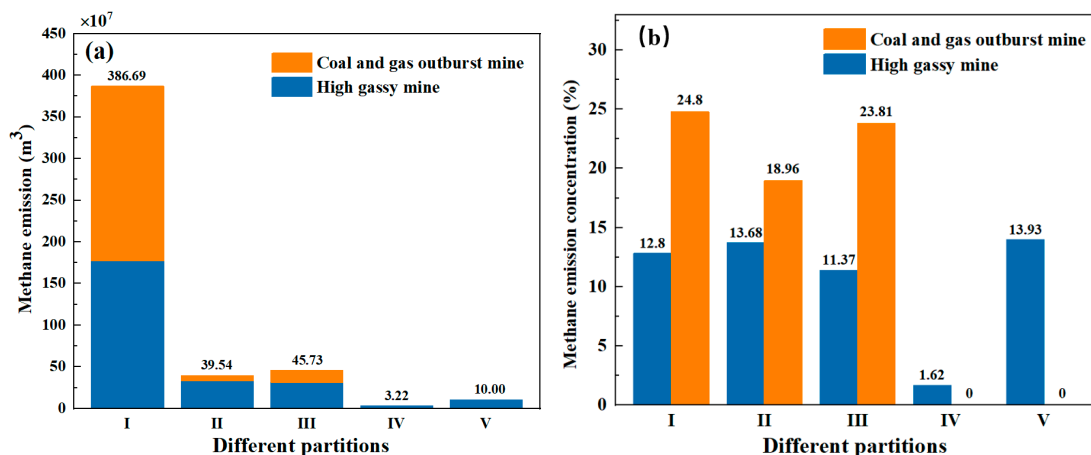 ×10⁷
(a)
450
400
350
300
250
200
150
100
50
0
Methane emission (m³)
Coal and gas outburst mine
High gassy mine
386.69
39.54
45.73
3.22
10.00
I II III IV V
Different partitions
(b)
30
25
20
15
10
5
0
Methane emission concentration (%)
Coal and gas outburst mine
High gassy mine
12.8
24.8
13.68
18.96
11.37
23.81
1.62
0
13.93
0
I II III IV V
Different partitions